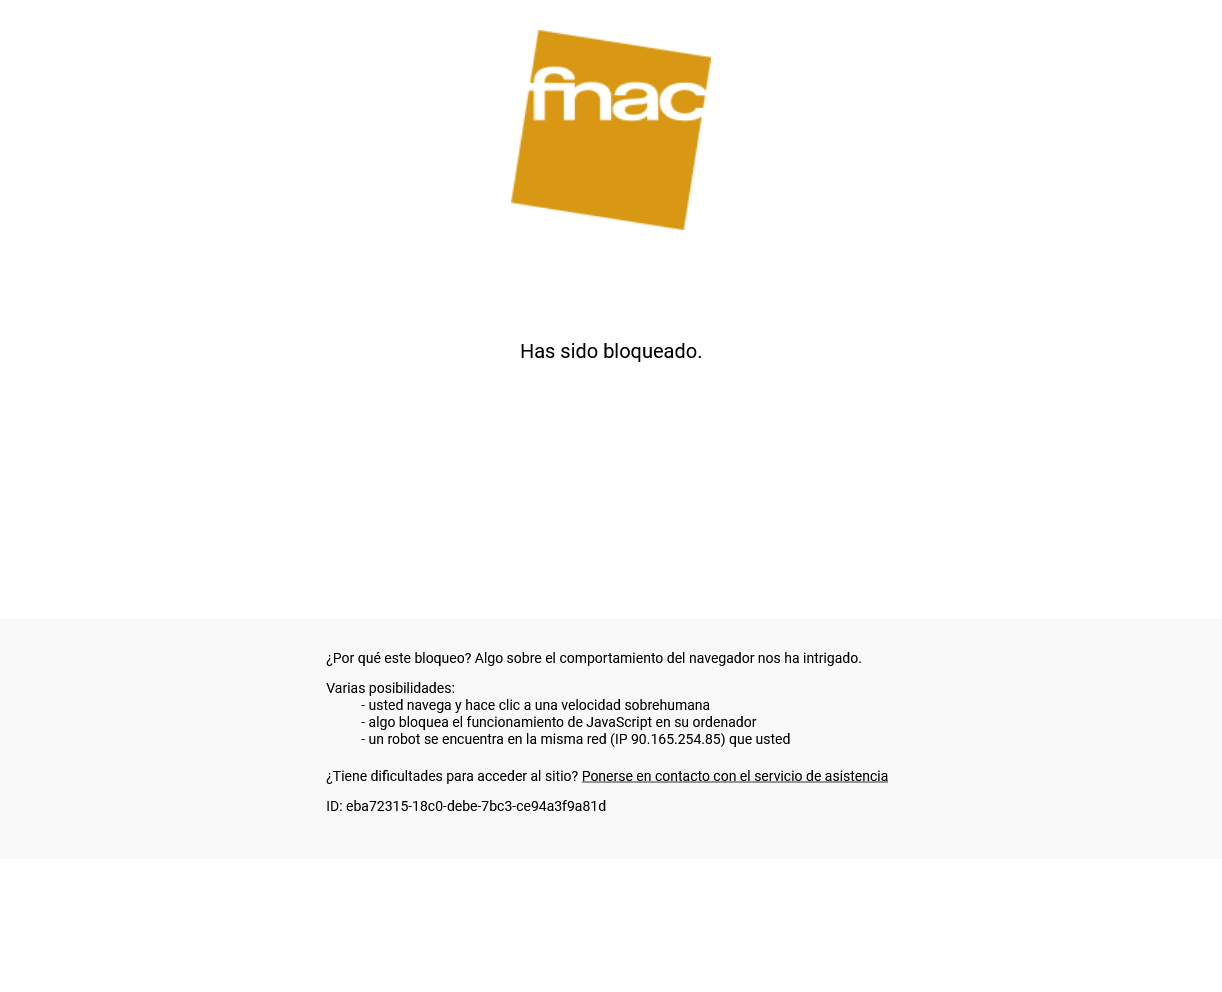 fnac
Has sido bloqueado.
¿Por qué este bloqueo? Algo sobre el comportamiento del navegador nos ha intrigado.
Varias posibilidades:
- usted navega y hace clic a una velocidad sobrehumana
- algo bloquea el funcionamiento de JavaScript en su ordenador
- un robot se encuentra en la misma red (IP 90.165.254.85) que usted
¿Tiene dificultades para acceder al sitio? Ponerse en contacto con el servicio de asistencia
ID: eba72315-18c0-debe-7bc3-ce94a3f9a81d